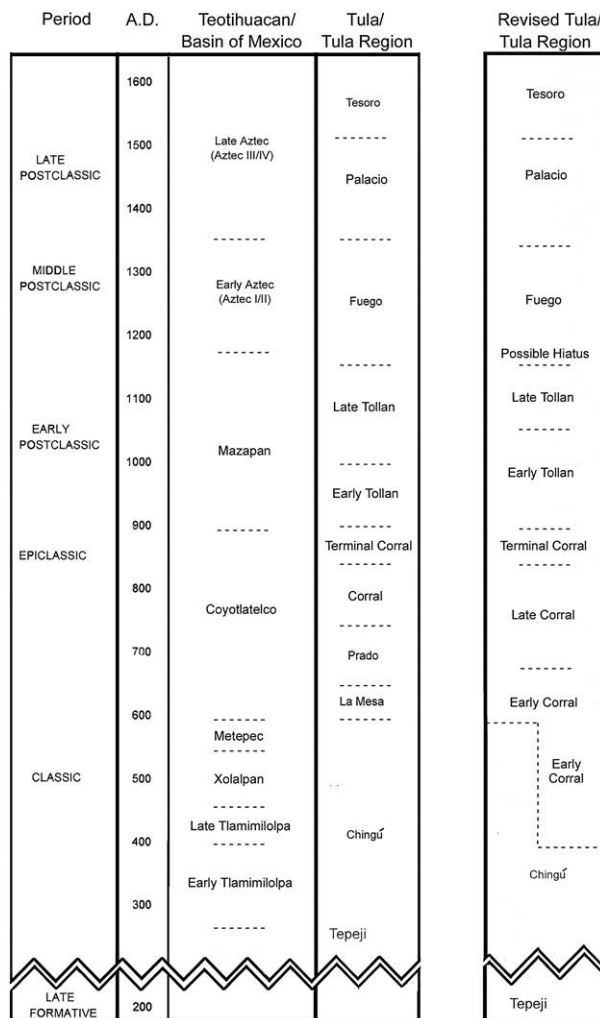 Period
A.D.
Teotihuacan/
Basin of Mexico
Tula/
Tula Region
Revised Tula/
Tula Region
LATE
POSTCLASSIC
MIDDLE
POSTCLASSIC
EARLY
POSTCLASSIC
EPICLASSIC
CLASSIC
LATE
FORMATIVE
1600
1500
1400
1300
1200
1100
1000
900
800
700
600
500
400
300
200
Late Aztec
(Aztec III/IV)
Early Aztec
(Aztec I/II)
Mazapan
Coyotlatelco
Metepec
Xolalpan
Late Tlamimilolpa
Early Tlamimilolpa
Tesoro
Palacio
Fuego
Late Tollan
Early Tollan
Terminal Corral
Corral
Prado
La Mesa
Chingú
Tepeji
Tesoro
Palacio
Fuego
Possible Hiatus
Late Tollan
Early Tollan
Terminal Corral
Late Corral
Early Corral
Early
Corral
Chingú
Tepeji